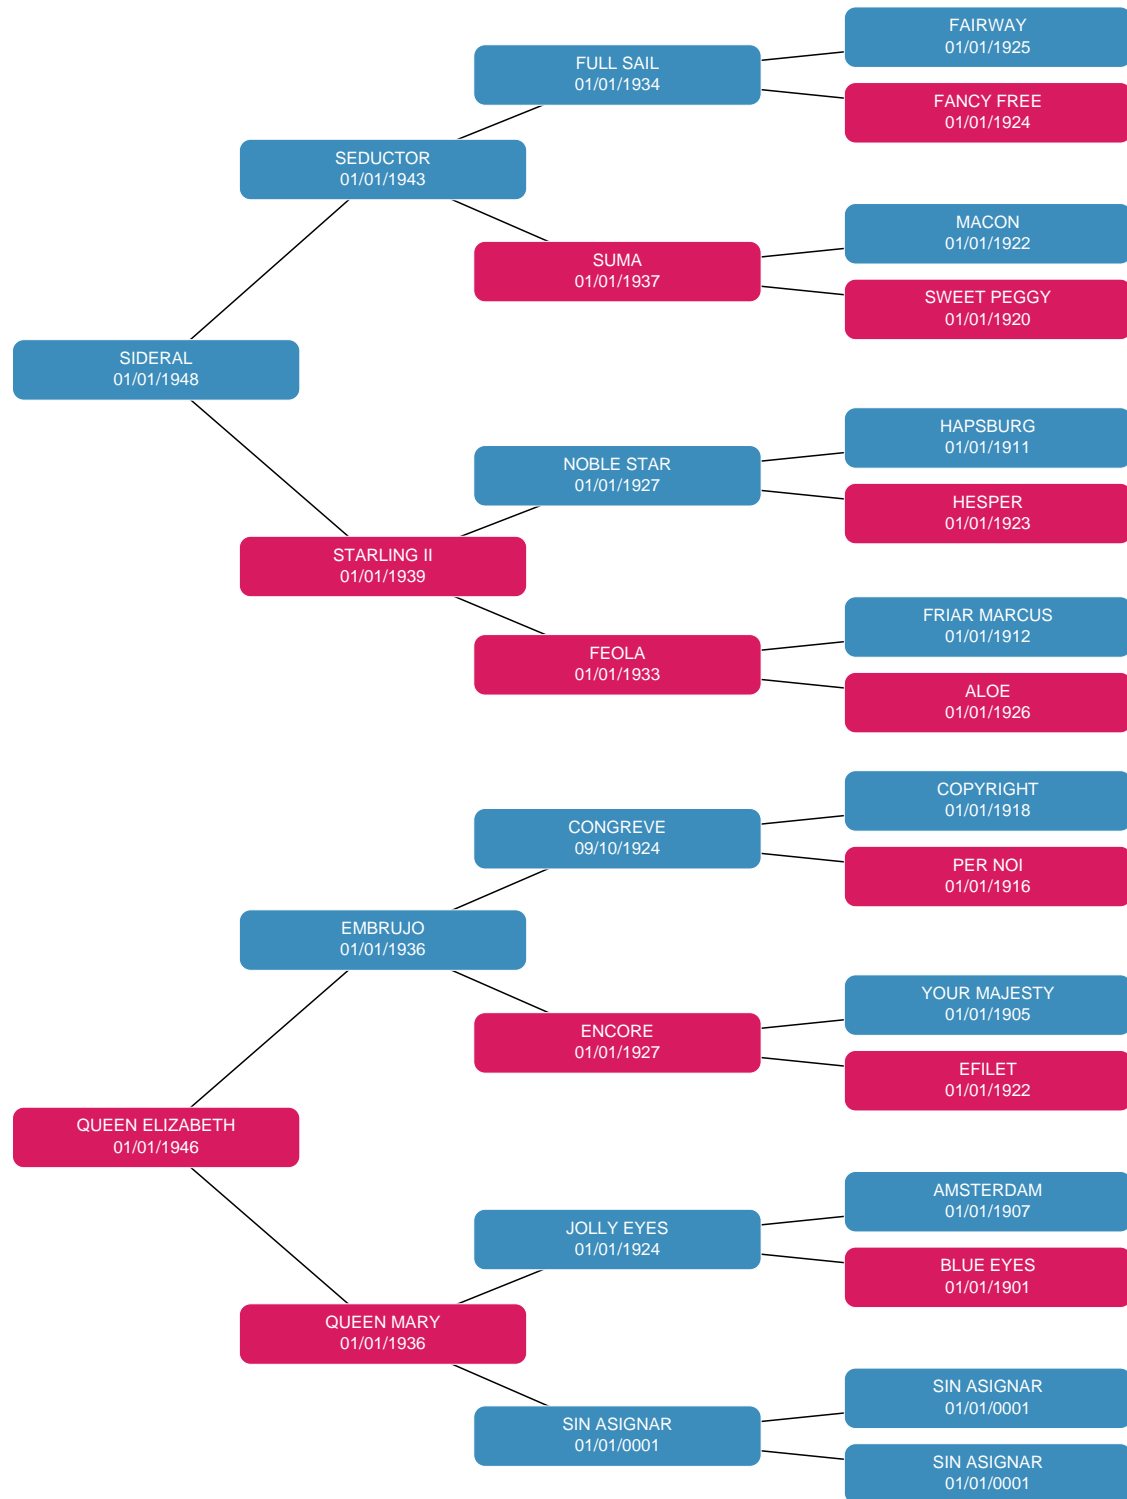 FAIRWAY
01/01/1925
FULL SAIL
01/01/1934
FANCY FREE
01/01/1924
SEDUCTOR
01/01/1943
MACON
01/01/1922
SUMA
01/01/1937
SWEET PEGGY
01/01/1920
SIDERAL
01/01/1948
HAPSBURG
01/01/1911
NOBLE STAR
01/01/1927
HESPER
01/01/1923
STARLING II
01/01/1939
FRIAR MARCUS
01/01/1912
FEOLA
01/01/1933
ALOE
01/01/1926
COPYRIGHT
01/01/1918
CONGREVE
09/10/1924
PER NOI
01/01/1916
EMBRUJO
01/01/1936
YOUR MAJESTY
01/01/1905
ENCORE
01/01/1927
EFILET
01/01/1922
QUEEN ELIZABETH
01/01/1946
AMSTERDAM
01/01/1907
JOLLY EYES
01/01/1924
BLUE EYES
01/01/1901
QUEEN MARY
01/01/1936
SIN ASIGNAR
01/01/0001
SIN ASIGNAR
01/01/0001
SIN ASIGNAR
01/01/0001